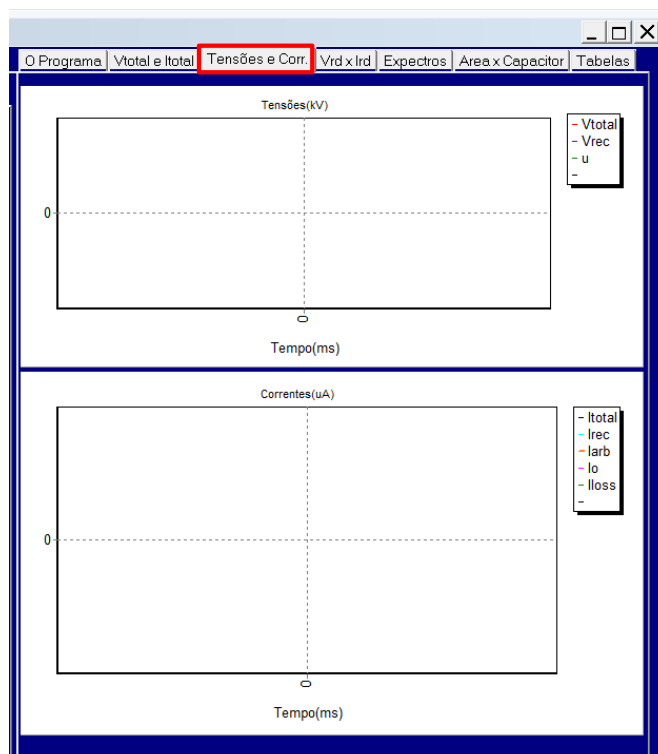 O Programa Vtotal e Itotal Tensões e Corr. Vrd x Ird Expectros Area x Capacitor Tabelas
Tensões(kV)
Vtotal
Vrec
u
0
0
Tempo(ms)
Correntes(uA)
Itotal
Irec
Iarb
Io
Iloss
0
0
Tempo(ms)